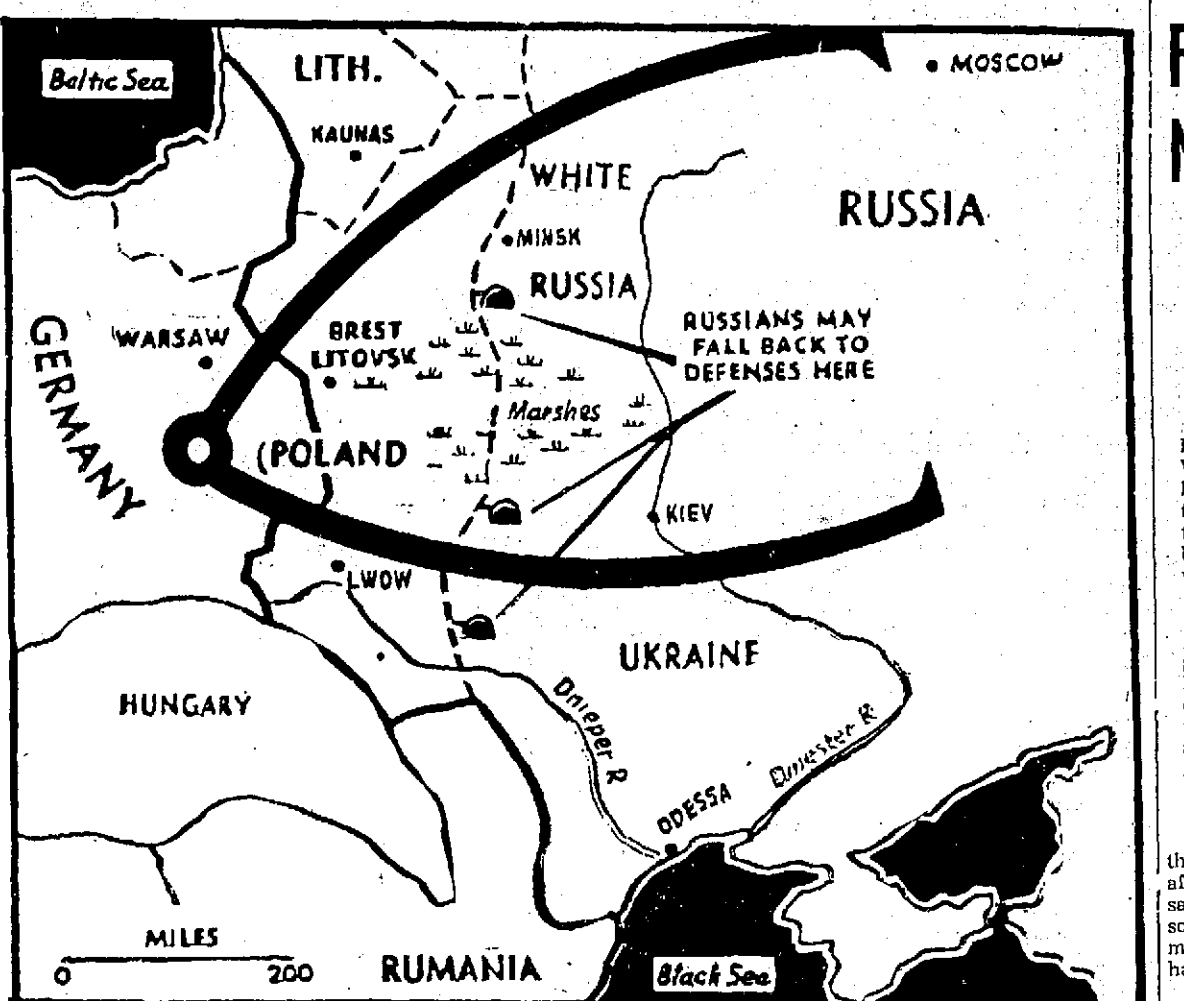 Baltic Sea
LITH.
MOSCOW
KAUNAS
WHITE
RUSSIA
MINSK
RUSSIA
GERMANY
WARSAW
BREST
LITOVSK
RUSSIANS MAY
FALL BACK TO
DEFENSES HERE
Marshes
(POLAND
KIEV
LWOW
UKRAINE
HUNGARY
Dnieper R
Dniester R
ODESSA
MILES
0 200
RUMANIA
Black Sea